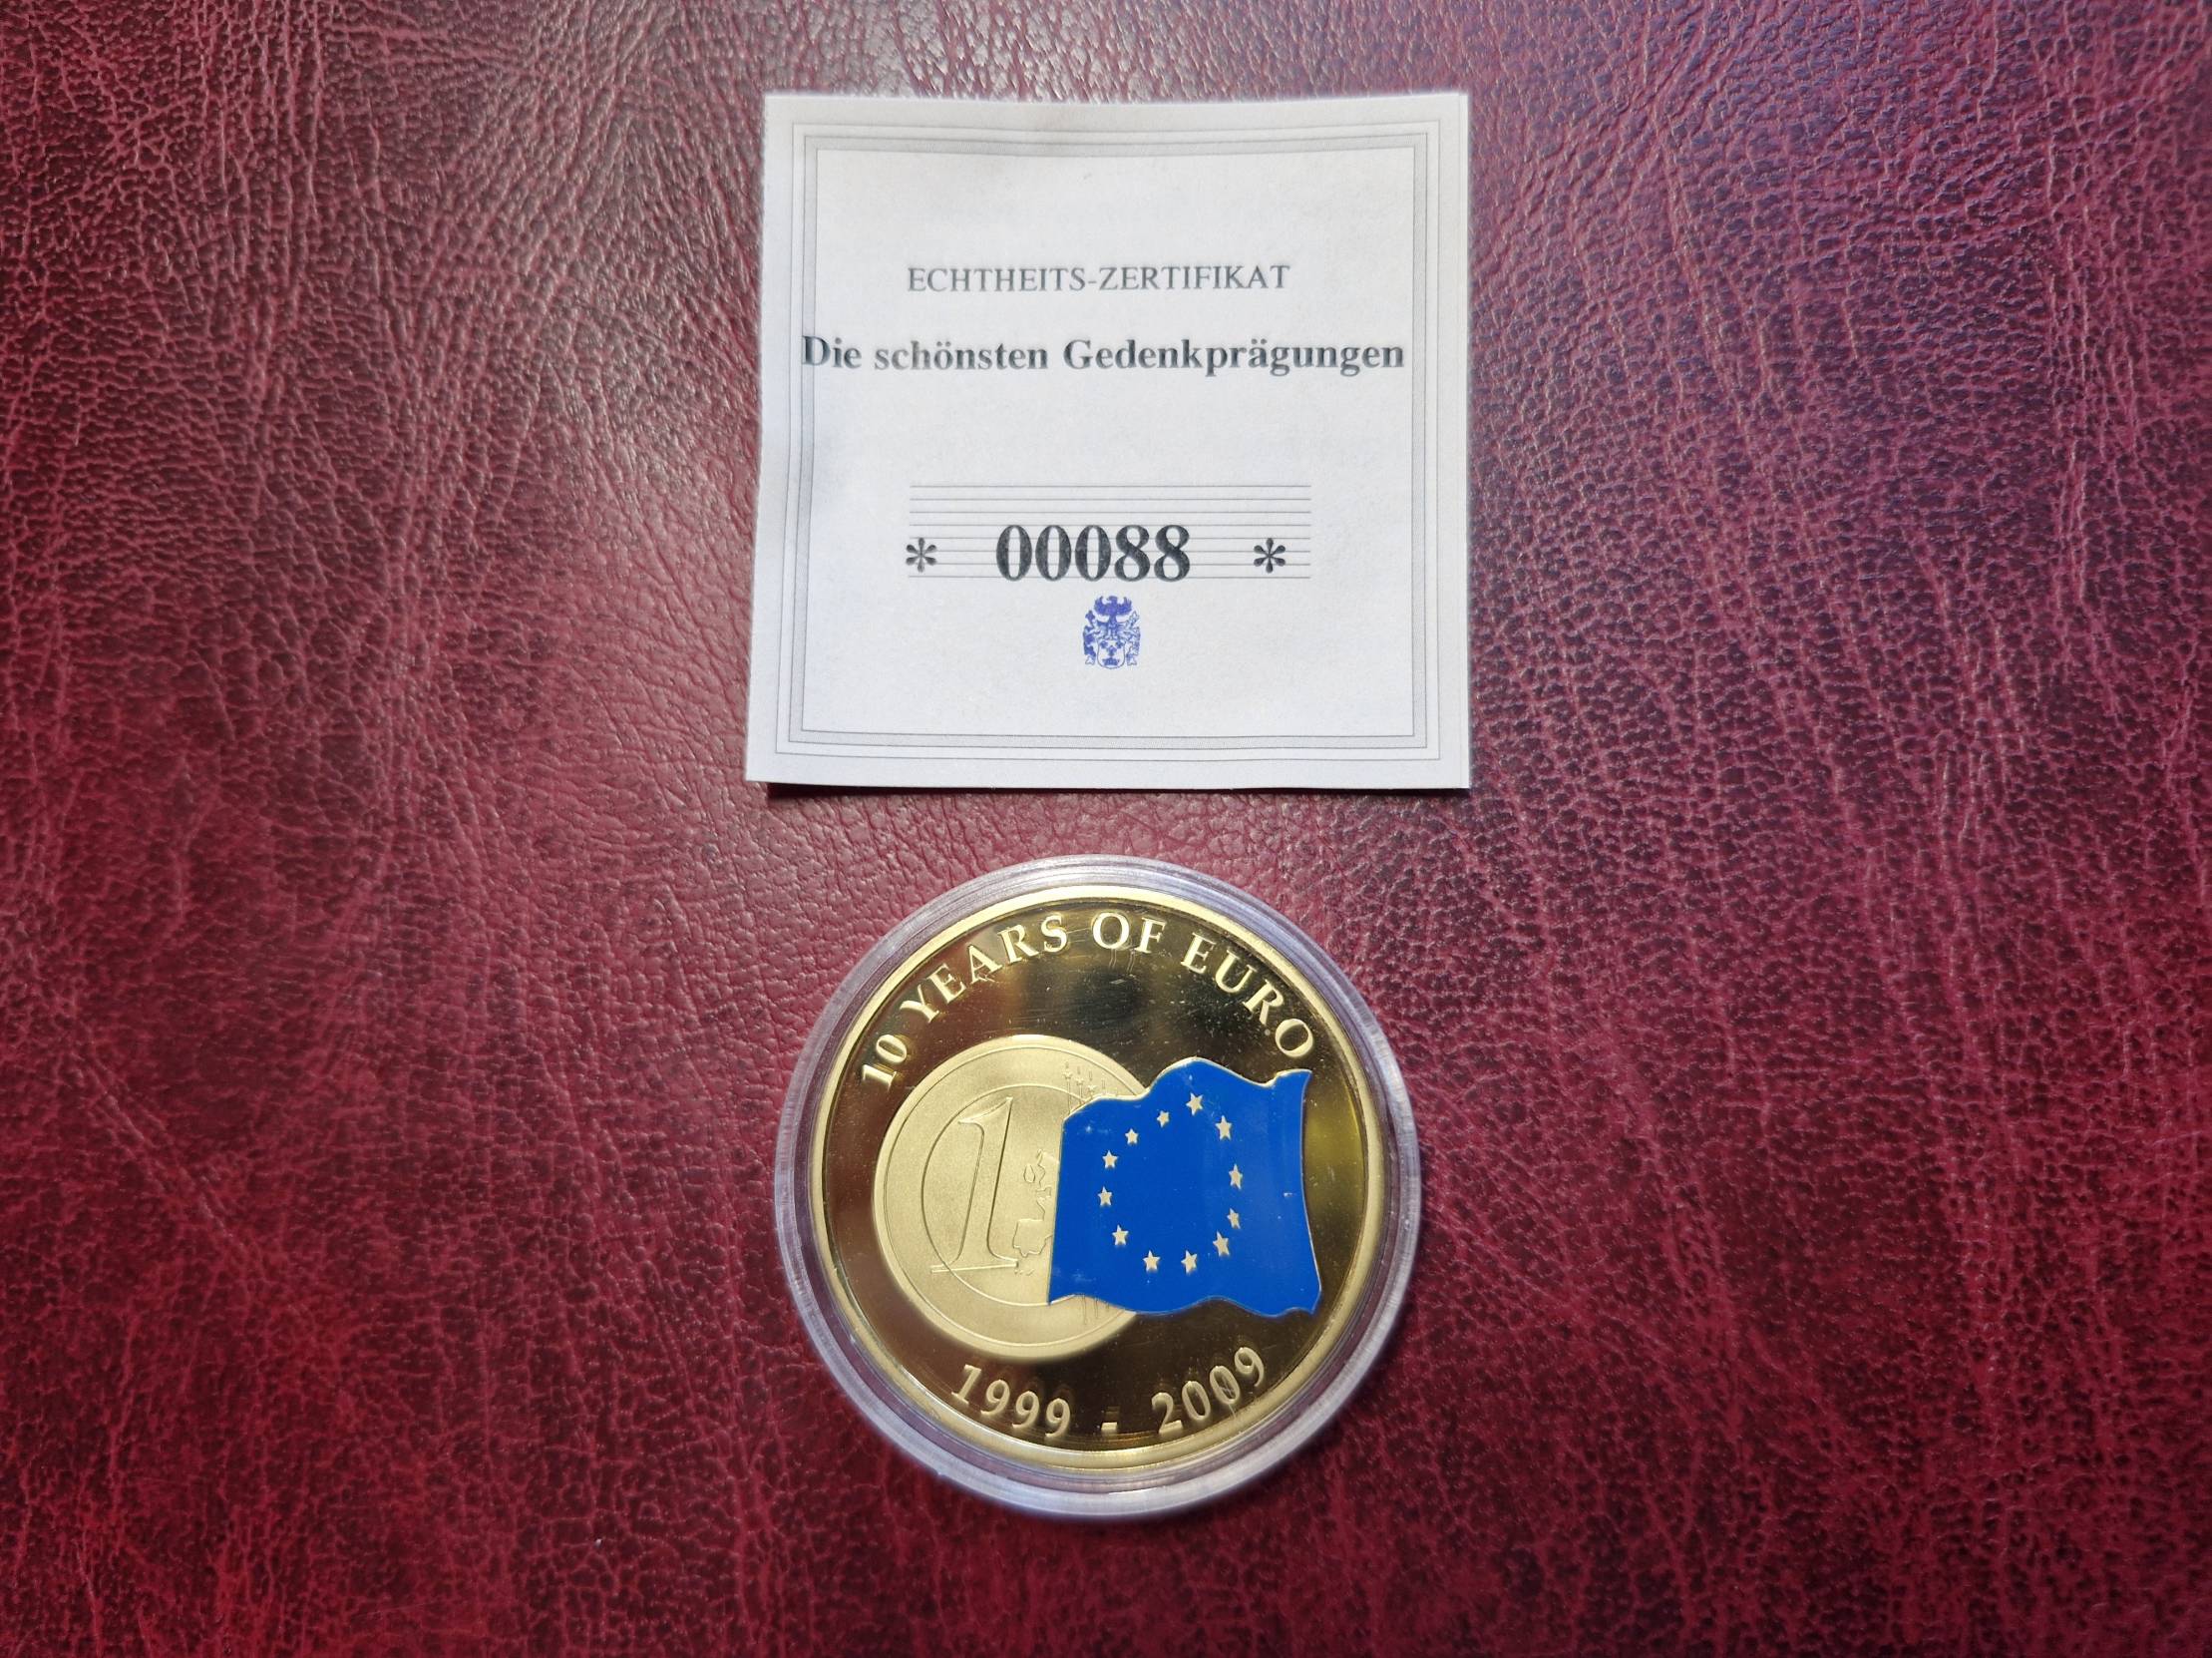 ECHTHEITS-ZERTIFIKAT
Die schönsten Gedenkprägungen
* 00088 *
10 YEARS OF EURO
1
1999 - 2009